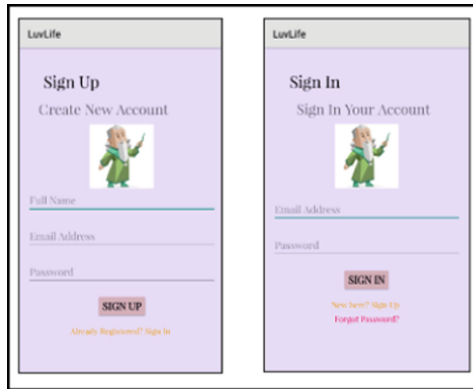 LuvLife
Sign Up
Create New Account
Full Name
Email Address
Password
SIGN UP
Already Registered? Sign In
LuvLife
Sign In
Sign In Your Account
Email Address
Password
SIGN IN
New here? Sign Up
Forgot Password?